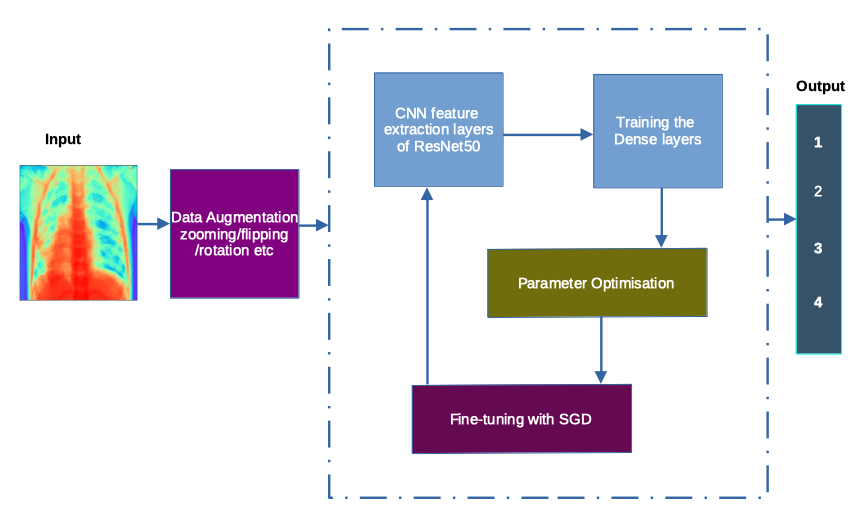 Input
Data Augmentation
zooming/flipping
/rotation etc
CNN feature
extraction layers
of ResNet50
Training the
Dense layers
Parameter Optimisation
Fine-tuning with SGD
Output
1
2
3
4